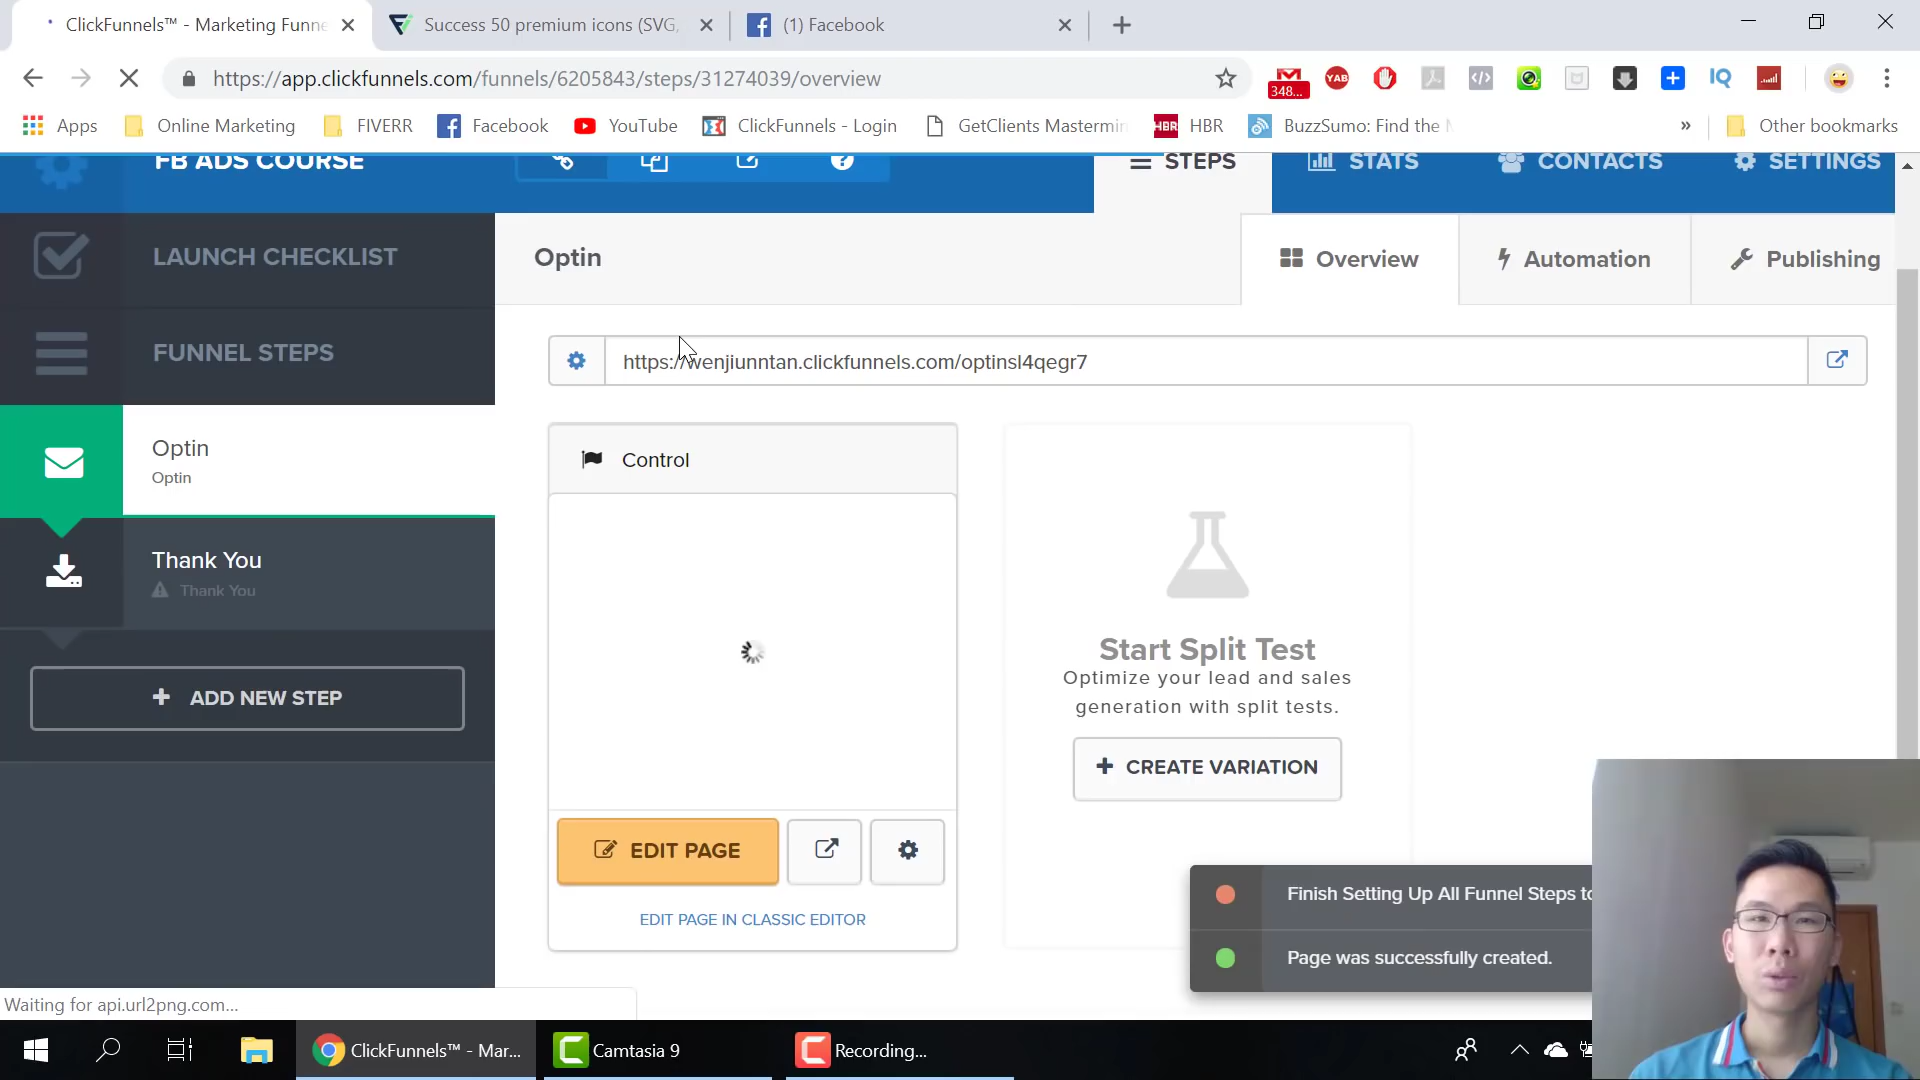 ClickFunnels™ - Marketing Funne
Success 50 premium icons (SVG,
(1) Facebook
https://app.clickfunnels.com/funnels/6205843/steps/31274039/overview
348...
YAB
IQ
Apps
Online Marketing
FIVERR
Facebook
YouTube
ClickFunnels - Login
GetClients Mastermin
HBR
HBR
BuzzSumo: Find the M
»
Other bookmarks
FB ADS COURSE
STEPS
STATS
CONTACTS
SETTINGS
LAUNCH CHECKLIST
Optin
Overview
Automation
Publishing
FUNNEL STEPS
https://wenjiunntan.clickfunnels.com/optinsl4qegr7
Optin
Optin
Control
Thank You
Thank You
Start Split Test
Optimize your lead and sales
generation with split tests.
+ ADD NEW STEP
+ CREATE VARIATION
EDIT PAGE
Finish Setting Up All Funnel Steps to
EDIT PAGE IN CLASSIC EDITOR
Page was successfully created.
Waiting for api.url2png.com...
ClickFunnels™ - Mar...
Camtasia 9
Recording...